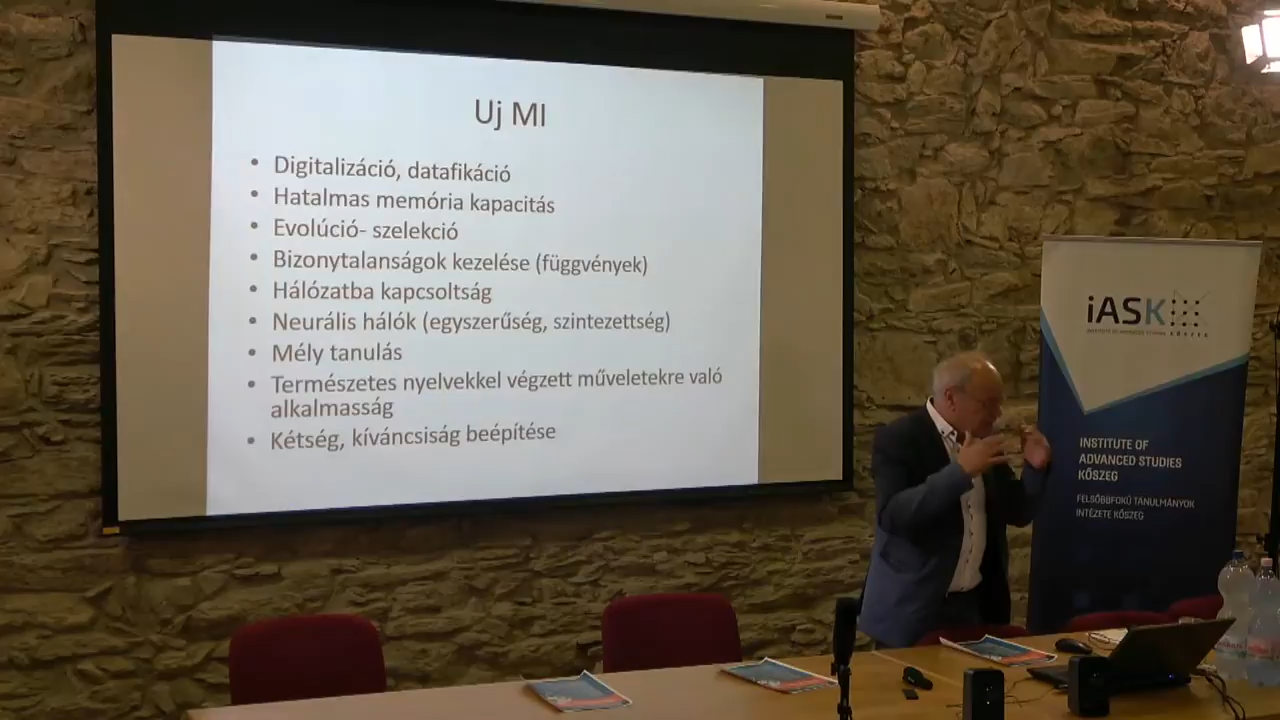 Uj MI
• Digitalizáció, datafikáció
• Hatalmas memória kapacitás
• Evolúció- szelekció
• Bizonytalanságok kezelése (függvények)
• Hálózatba kapcsoltság
• Neurális hálók (egyszerűség, szintezettség)
• Mély tanulás
• Természetes nyelvekkel végzett műveletekre való
alkalmasság
• Kétség, kíváncsiság beépítése
iASK
KŐSZEG
INSTITUTE OF
ADVANCED STUDIES
KŐSZEG
FELSŐBBFOKÚ TANULMÁNYOK
INTÉZETE KŐSZEG